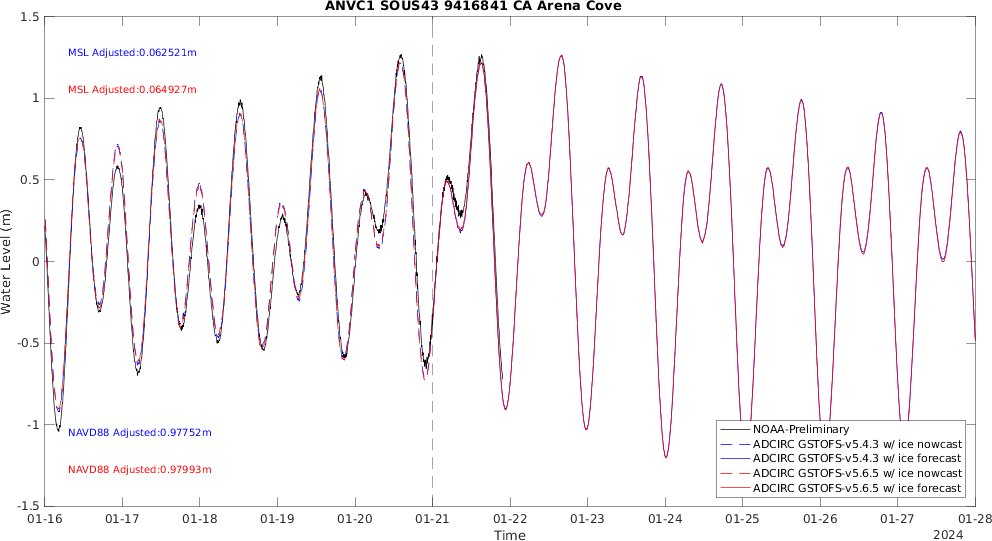 ANVC1 SOUS43 9416841 CA Arena Cove
1.5
MSL Adjusted:0.062521m
1
MSL Adjusted:0.064927m
0.5
Water Level (m)
0
-0.5
-1
NAVD88 Adjusted:0.97752m
NAVD88 Adjusted:0.97993m
-1.5
NOAA-Preliminary
ADCIRC GSTOFS-v5.4.3 w/ ice nowcast
ADCIRC GSTOFS-v5.4.3 w/ ice forecast
ADCIRC GSTOFS-v5.6.5 w/ ice nowcast
ADCIRC GSTOFS-v5.6.5 w/ ice forecast
01-16 01-17 01-18 01-19 01-20 01-21 01-22 01-23 01-24 01-25 01-26 01-27 01-28
Time
2024